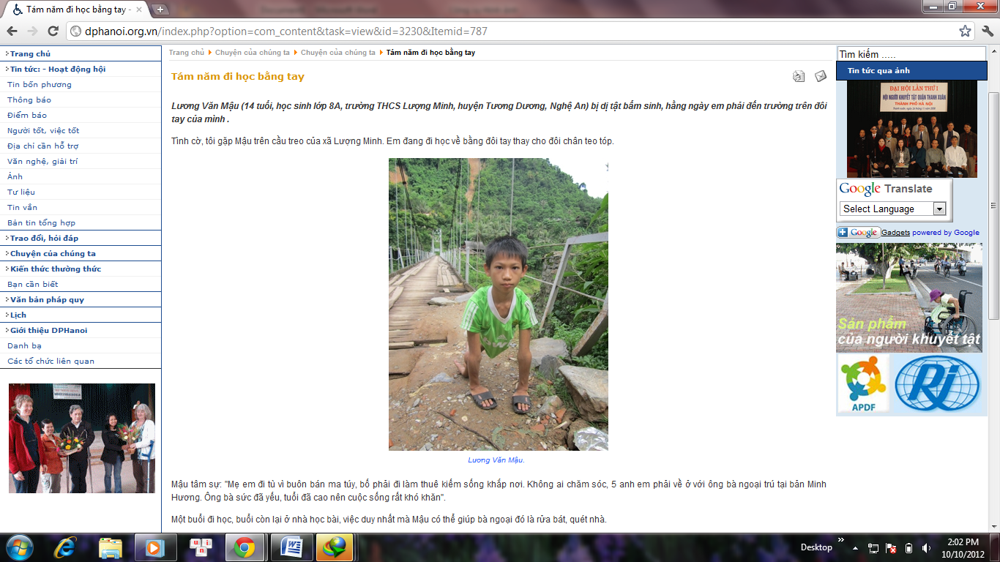 Tám năm đi học bằng tay -
dphanoi.org.vn/index.php?option=com_content&task=view&id=3230&Itemid=787
Trang chủ
Tin tức: - Hoạt động hội
Tin bốn phương
Thông báo
Điểm báo
Người tốt, việc tốt
Địa chỉ cần hỗ trợ
Văn nghệ, giải trí
Ảnh
Tư liệu
Tin vắn
Bản tin tổng hợp
Trao đổi, hỏi đáp
Chuyện của chúng ta
Kiến thức thường thức
Bạn cần biết
Văn bản pháp quy
Lịch
Giới thiệu DPHanoi
Danh bạ
Các tổ chức liên quan
Trang chủ Chuyện của chúng ta Chuyện của chúng ta Tám năm đi học bằng tay
Tám năm đi học bằng tay
Lương Văn Mậu (14 tuổi, học sinh lớp 8A, trường THCS Lượng Minh, huyện Tương Dương, Nghệ An) bị dị tật bẩm sinh, hằng ngày em phải đến trường trên đôi
tay của mình .
Tình cờ, tôi gặp Mậu trên cầu treo của xã Lượng Minh. Em đang đi học về bằng đôi tay thay cho đôi chân teo tóp.
Lương Văn Mậu.
Mậu tâm sự: "Mẹ em đi tù vì buôn bán ma túy, bố phải đi làm thuê kiếm sống khắp nơi. Không ai chăm sóc, 5 anh em phải về ở với ông bà ngoại trú tại bản Minh
Hương. Ông bà sức đã yếu, tuổi đã cao nên cuộc sống rất khó khăn".
Một buổi đi học, buổi còn lại ở nhà học bài, việc duy nhất mà Mậu có thể giúp bà ngoại đó là rửa bát, quét nhà.
Tìm kiếm .....
Tin tức qua ảnh
ĐẠI HỘI LẦN THỨ I
HỘI NGƯỜI KHUYẾT TẬT QUẬN THANH XUÂN
THÀNH PHỐ HÀ NỘI
Google Translate
Select Language
Google Gadgets powered by Google
Sản phẩm
của người khuyết tật
APDF
RI
Desktop
2:02 PM
10/10/2012